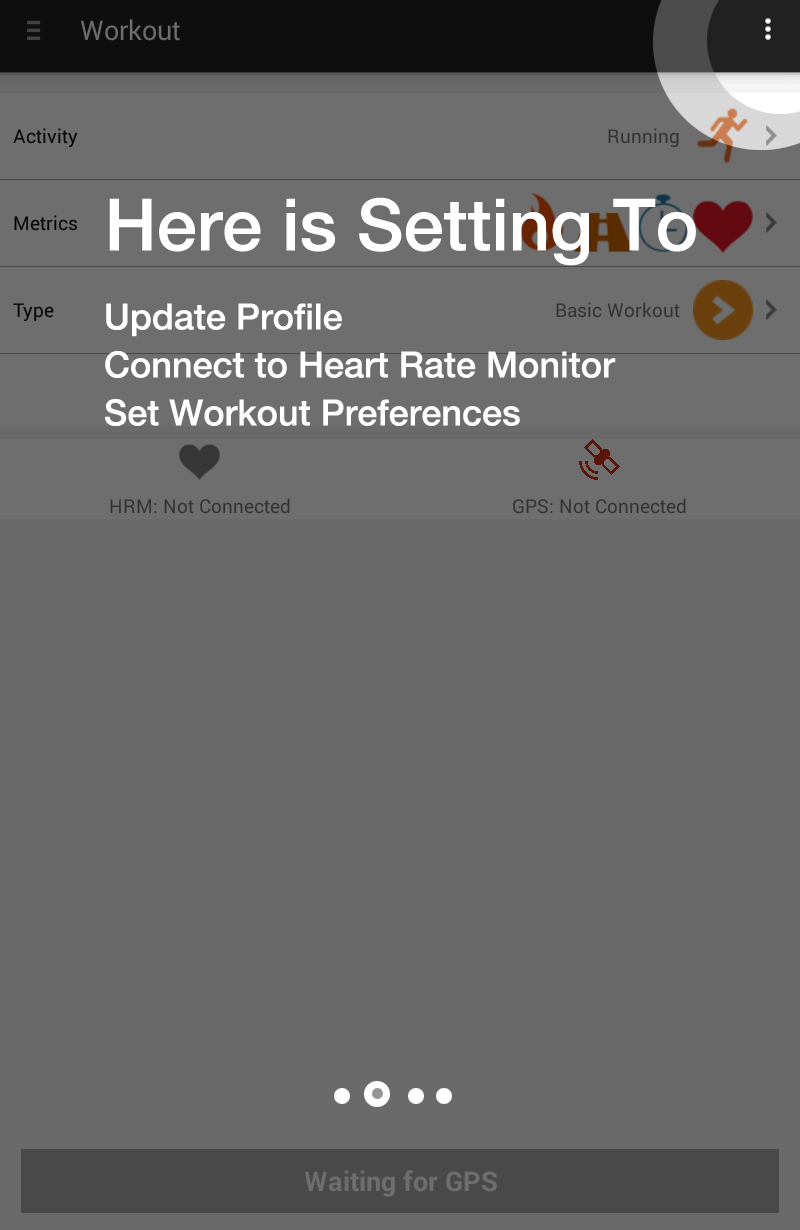 Workout
Activity
Running
Metrics
Here is Setting To
Type
Basic Workout
Update Profile
Connect to Heart Rate Monitor
Set Workout Preferences
HRM: Not Connected
GPS: Not Connected
Waiting for GPS